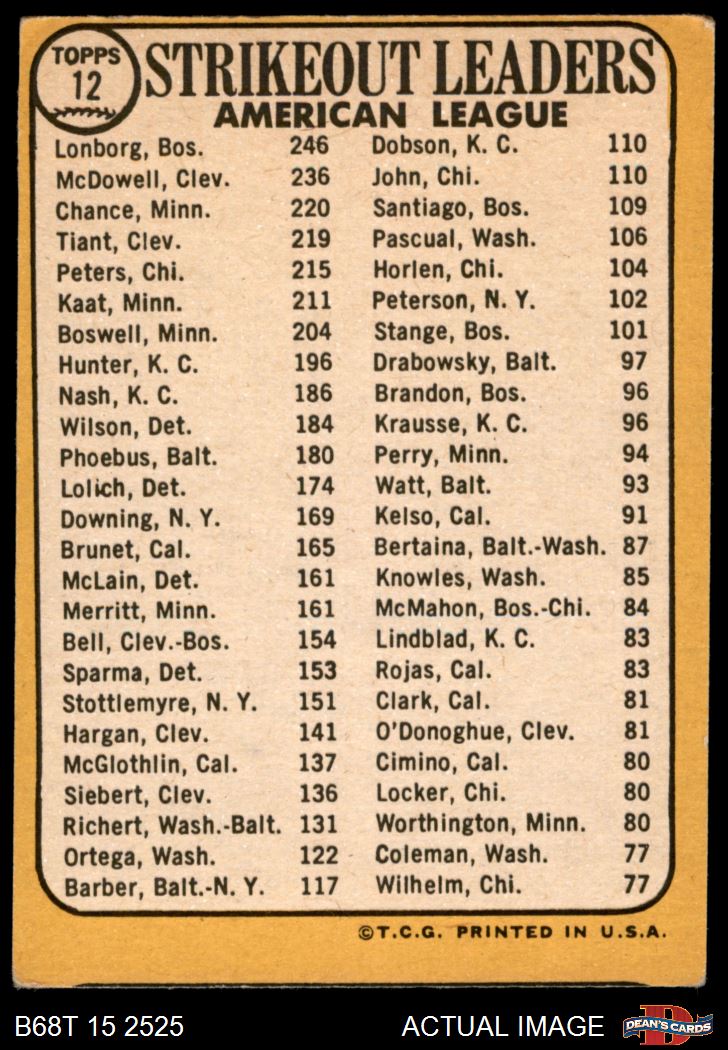 TOPPS
12
STRIKEOUT LEADERS
AMERICAN LEAGUE
Lonborg, Bos. 246
McDowell, Clev. 236
Chance, Minn. 220
Tiant, Clev. 219
Peters, Chi. 215
Kaat, Minn. 211
Boswell, Minn. 204
Hunter, K. C. 196
Nash, K. C. 186
Wilson, Det. 184
Phoebus, Balt. 180
Lolich, Det. 174
Downing, N. Y. 169
Brunet, Cal. 165
McLain, Det. 161
Merritt, Minn. 161
Bell, Clev.-Bos. 154
Sparma, Det. 153
Stottlemyre, N. Y. 151
Hargan, Clev. 141
McGlothlin, Cal. 137
Siebert, Clev. 136
Richert, Wash.-Balt. 131
Ortega, Wash. 122
Barber, Balt.-N. Y. 117
Dobson, K. C. 110
John, Chi. 110
Santiago, Bos. 109
Pascual, Wash. 106
Horlen, Chi. 104
Peterson, N. Y. 102
Stange, Bos. 101
Drabowsky, Balt. 97
Brandon, Bos. 96
Krausse, K. C. 96
Perry, Minn. 94
Watt, Balt. 93
Kelso, Cal. 91
Bertaina, Balt.-Wash. 87
Knowles, Wash. 85
McMahon, Bos.-Chi. 84
Lindblad, K. C. 83
Rojas, Cal. 83
Clark, Cal. 81
O'Donoghue, Clev. 81
Cimino, Cal. 80
Locker, Chi. 80
Worthington, Minn. 80
Coleman, Wash. 77
Wilhelm, Chi. 77
©T.C.G. PRINTED IN U.S.A.
B68T 15 2525
ACTUAL IMAGE
D
DEAN'S CARDS